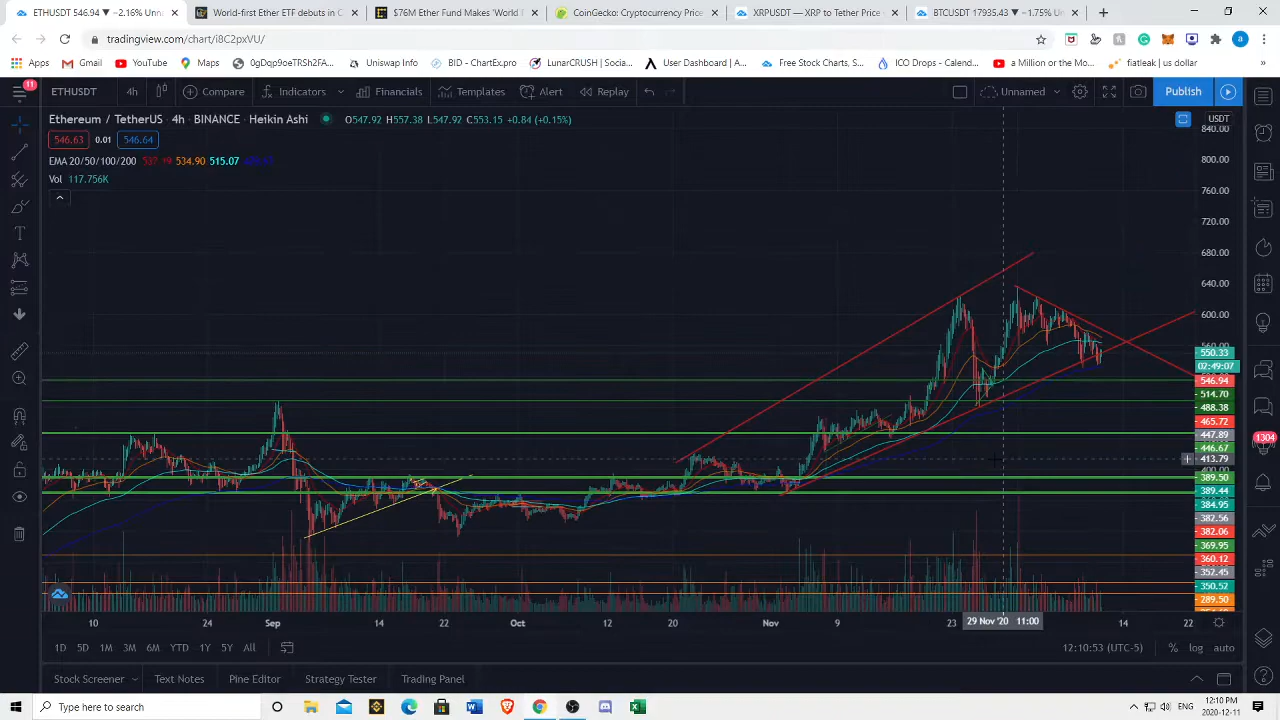 ETHUSDT 546.94 ▼ −2.16% Unnamed
World-first Ether ETF debuts in C
$76M Ether Fund Makes 'World'
CoinGecko: Cryptocurrency Price
XRPUSDT — XRP to Tether Price
BTCUSDT 17935.43 ▼ −1.75% Un
tradingview.com/chart/i8C2pxVU/
Apps Gmail YouTube Maps Uniswap Info BD - ChartEx.pro LunarCRUSH | Social... User Dashboard | A... Free Stock Charts, S... ICO Drops - Calend... a Million or the Mo... fiatleak | us dollar
11
ETHUSDT 4h Compare Indicators Financials Templates Alert Replay Unnamed Publish
Ethereum / TetherUS · 4h · BINANCE · Heikin Ashi O547.92 H557.38 L547.92 C553.15 +0.84 (+0.15%)
546.63 0.01 546.64
EMA 20/50/100/200 534.90 515.07
Vol 117.756K
USDT
840.00
800.00
760.00
720.00
680.00
640.00
600.00
550.33
02:49:07
546.94
514.70
488.38
465.72
447.89
446.67
413.79
389.50
389.44
384.95
382.56
382.06
369.95
360.12
352.45
350.52
289.50
1304
10 24 Sep 14 22 Oct 12 20 Nov 9 23 29 Nov '20 11:00 14 22
1D 5D 1M 3M 6M YTD 1Y 5Y All 12:10:53 (UTC-5) % log auto
Stock Screener Text Notes Pine Editor Strategy Tester Trading Panel
Type here to search ENG 12:10 PM
2020-12-11